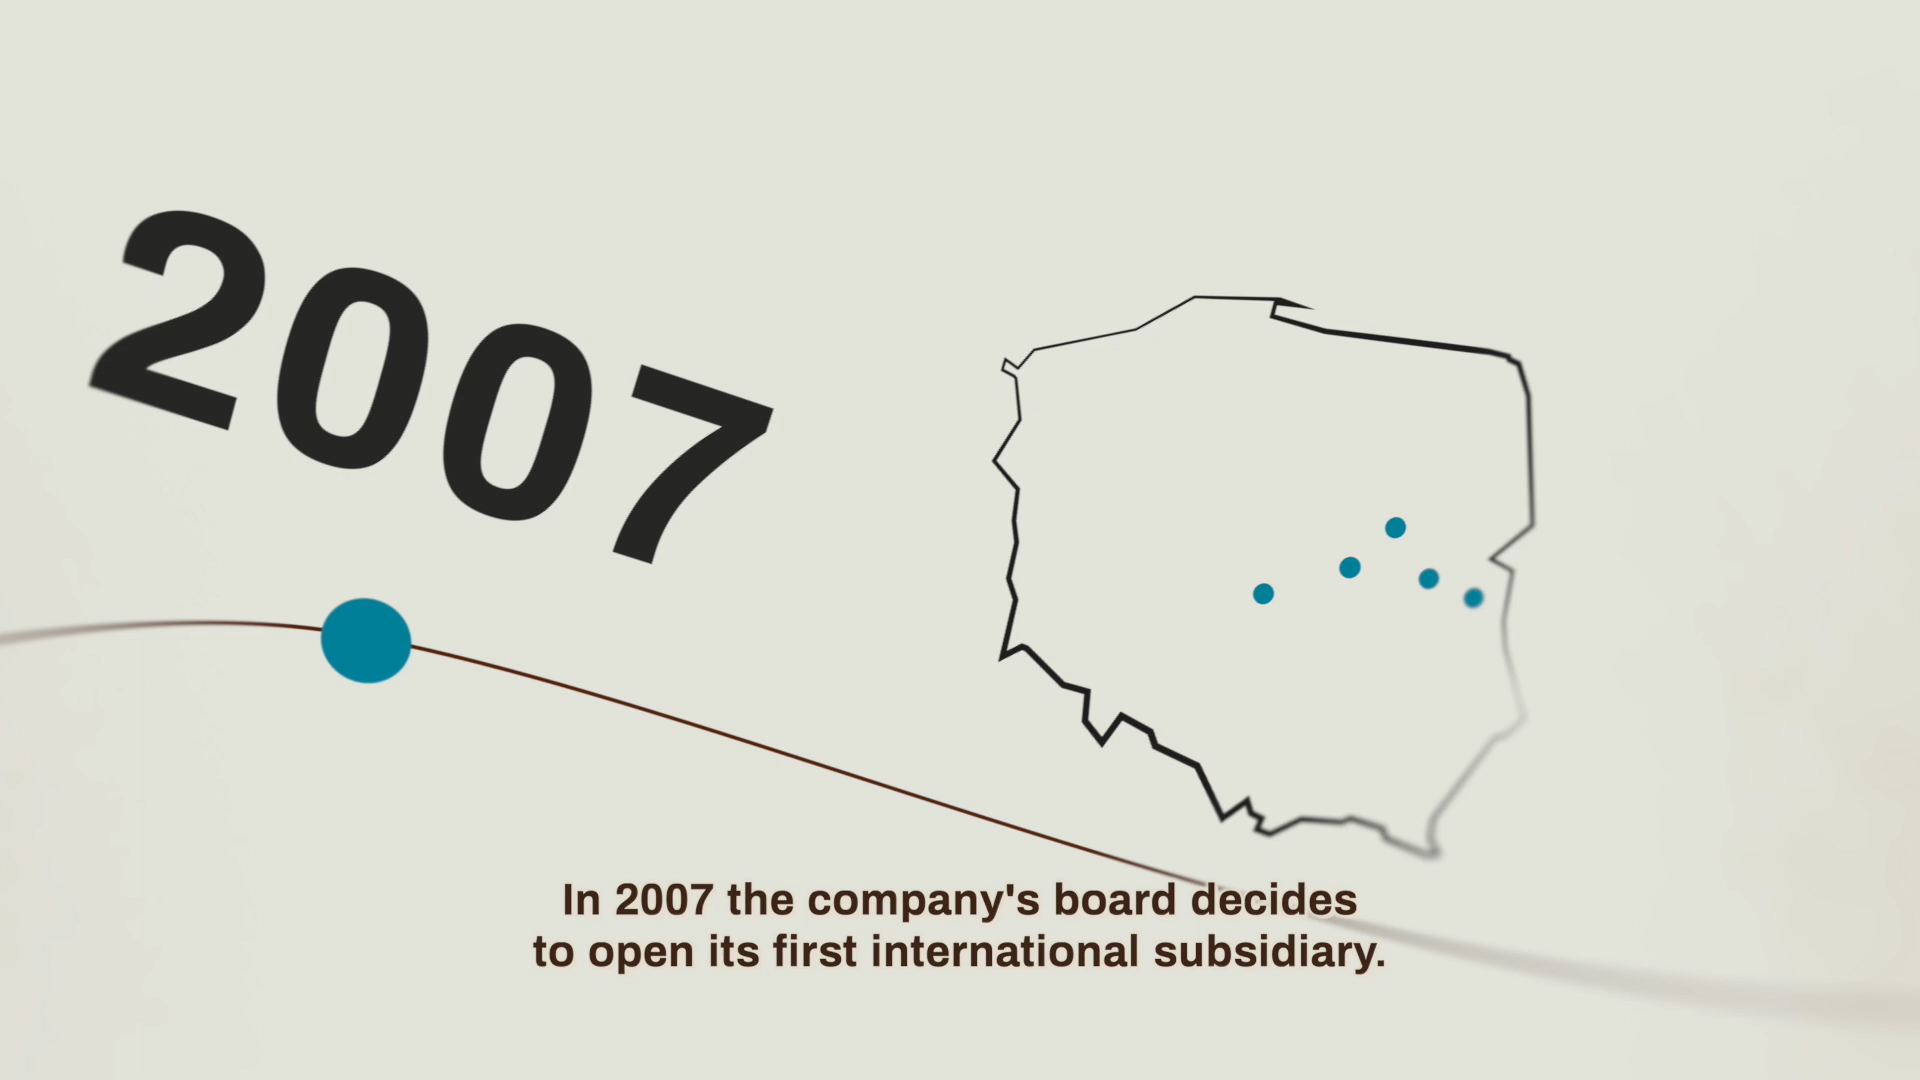 2007
In 2007 the company's board decides
to open its first international subsidiary.